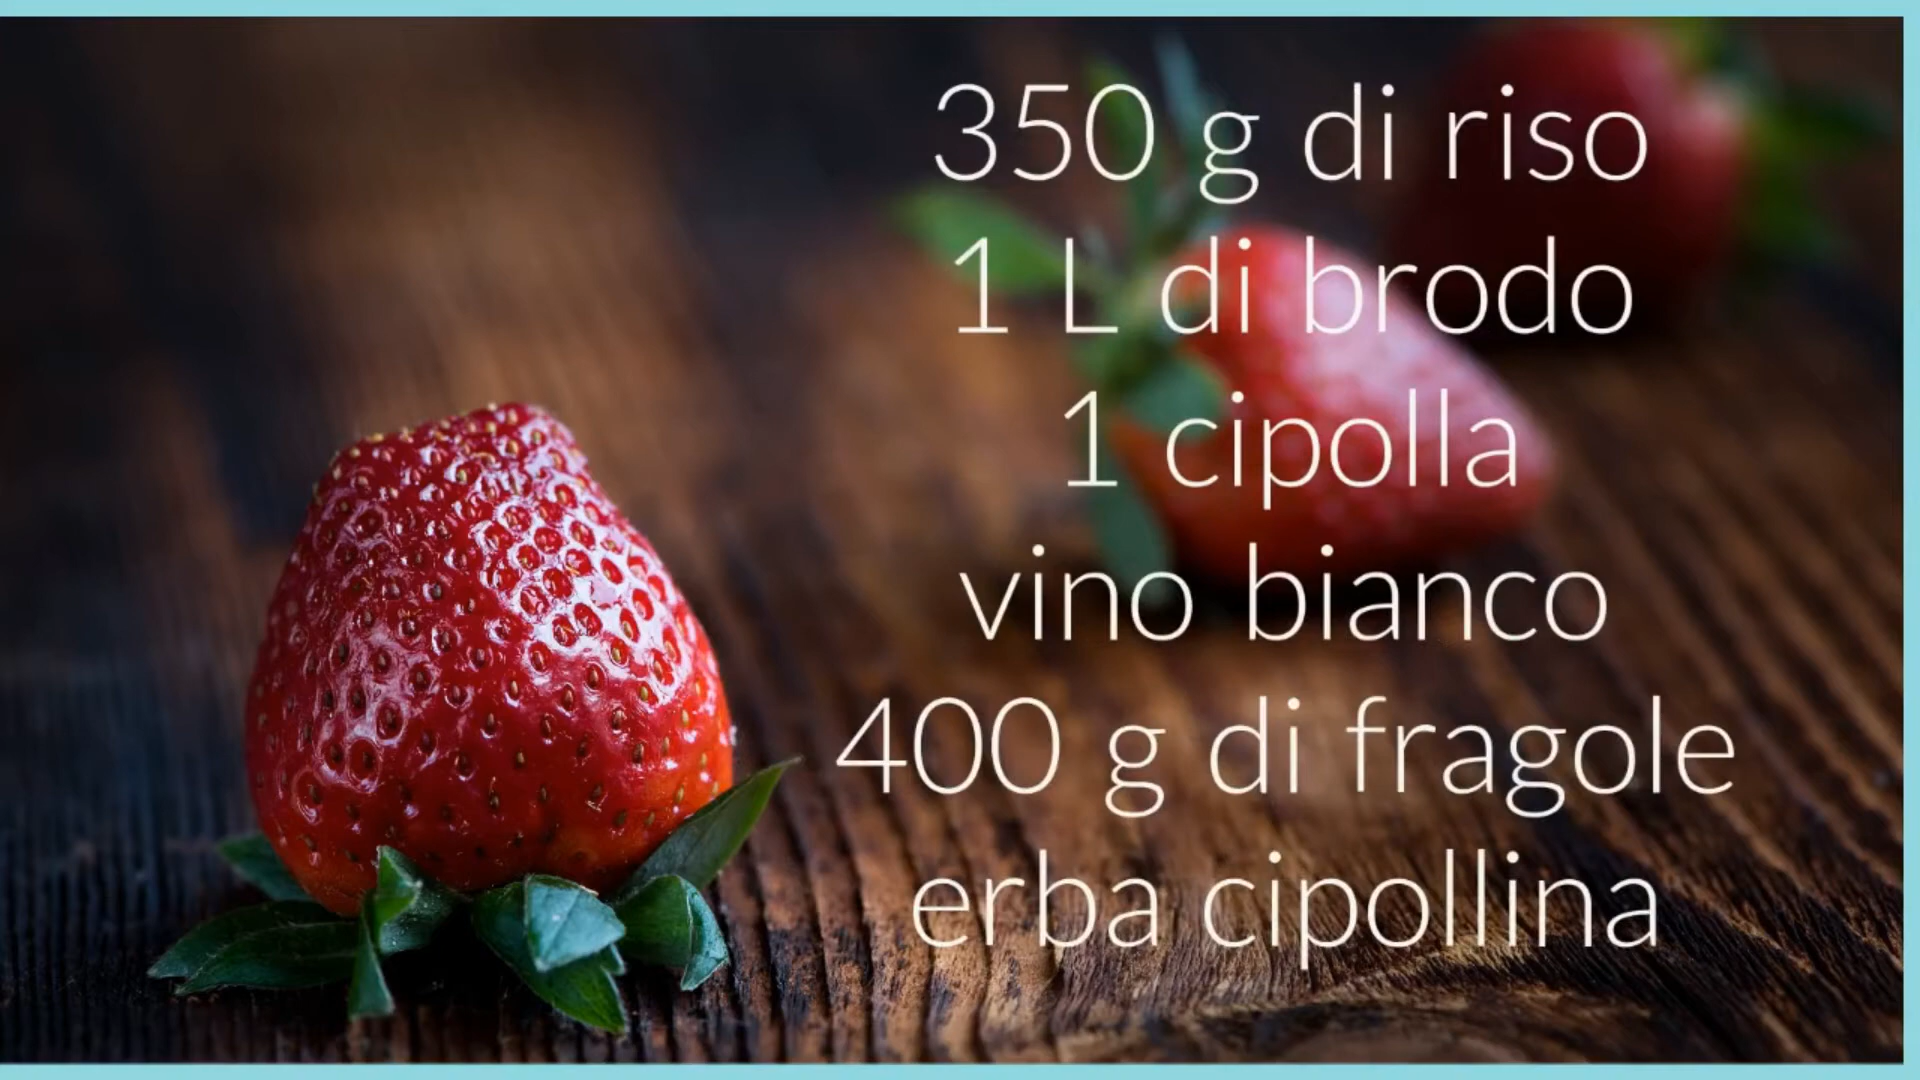 350 g di riso
1 L di brodo
1 cipolla
vino bianco
400 g di fragole
erba cipollina